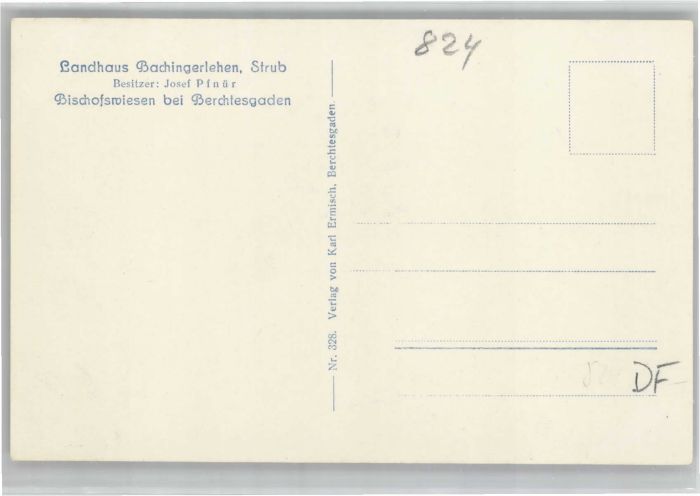 Landhaus Bachingerlehen, Strub
Besitzer: Josef Pfnür
Bischofswiesen bei Berchtesgaden
824
Nr. 328. Verlag von Karl Ermisch, Berchtesgaden.
DF